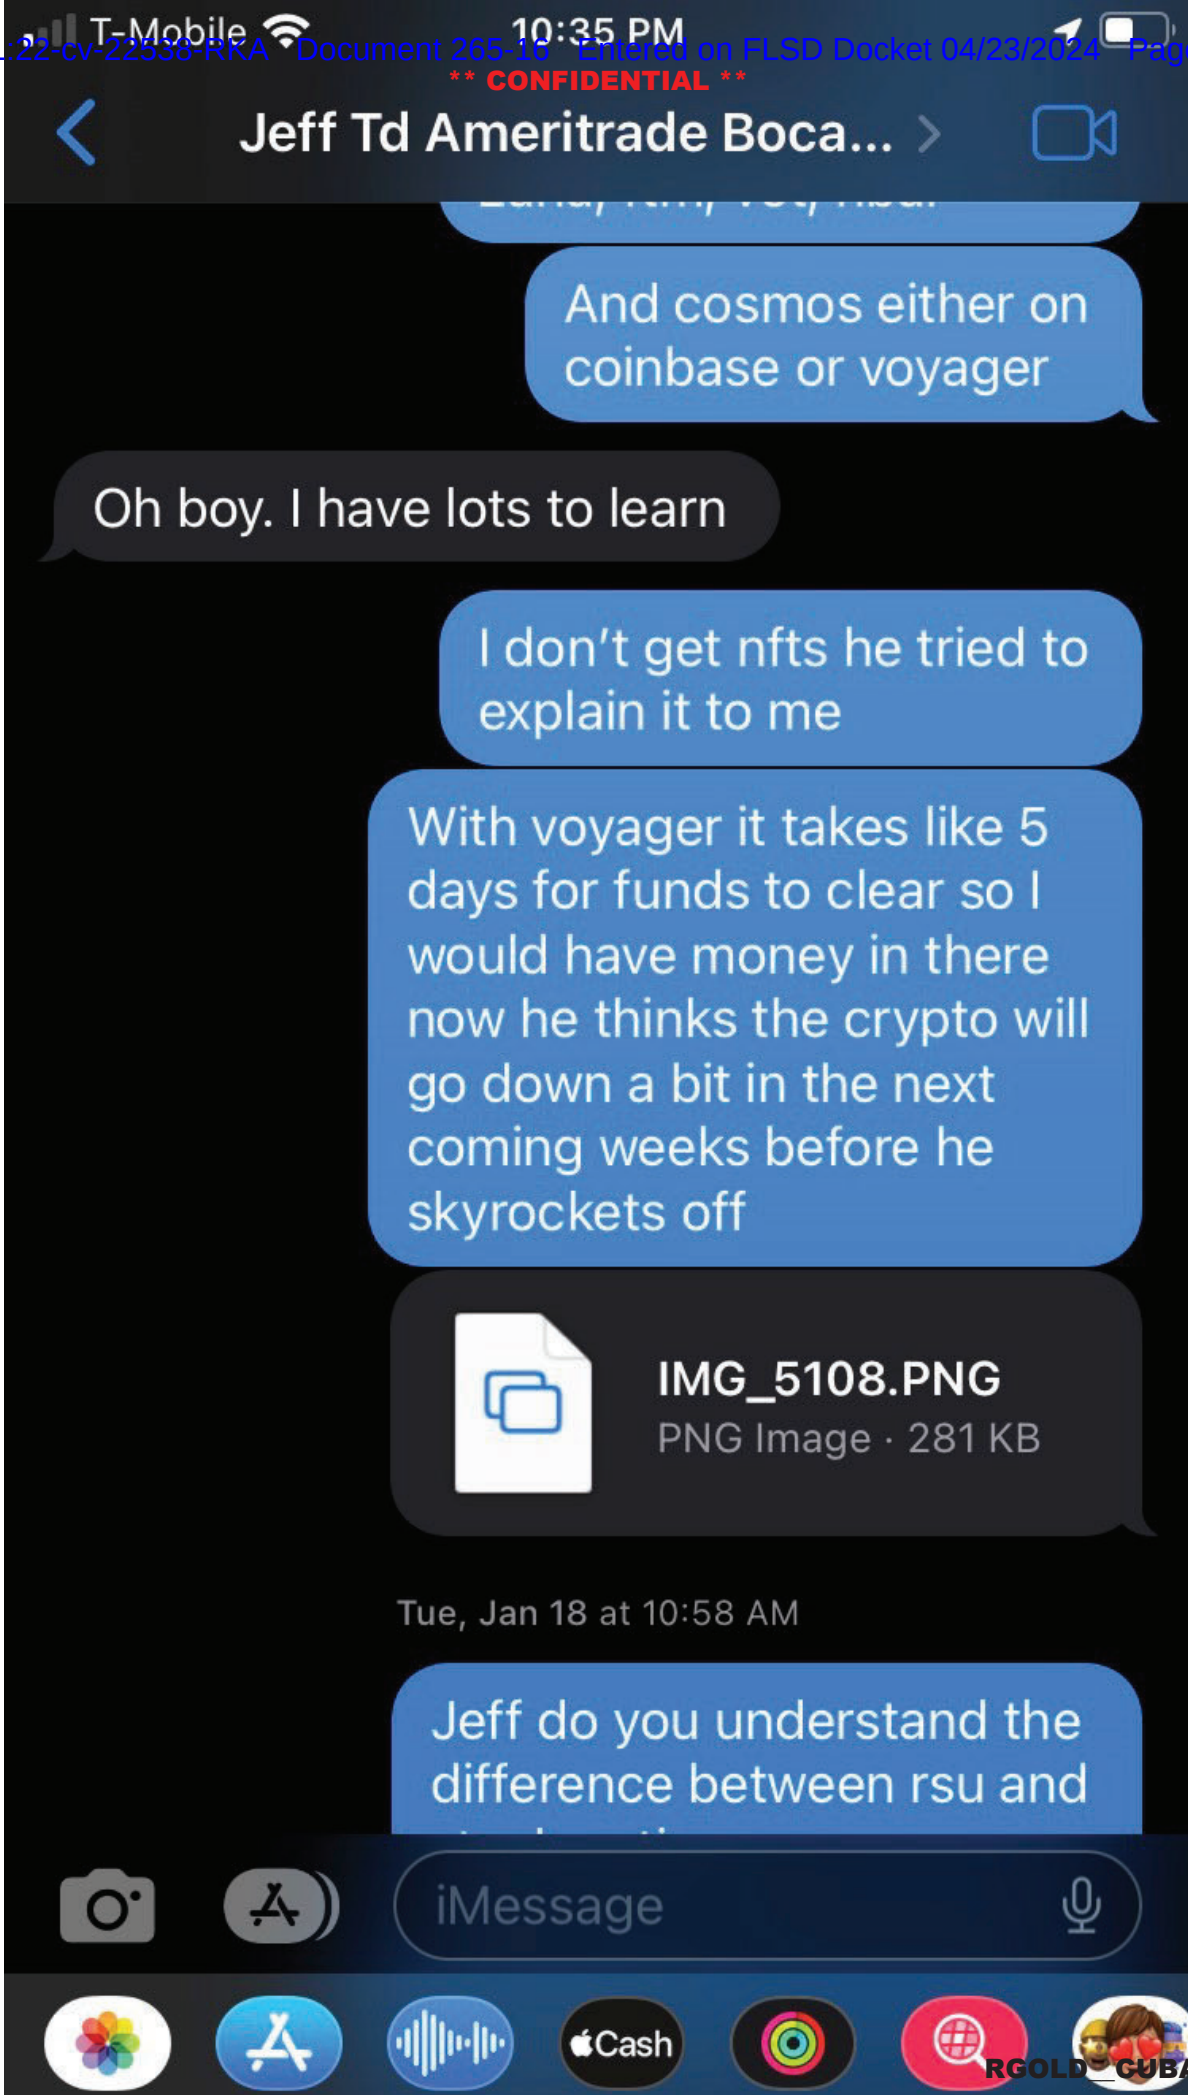 T-Mobile 10:35 PM
:22-cv-22538-RKA Document 265-16 Entered on FLSD Docket 04/23/2024 Page
** CONFIDENTIAL **
Jeff Td Ameritrade Boca...
And cosmos either on
coinbase or voyager
Oh boy. I have lots to learn
I don't get nfts he tried to
explain it to me
With voyager it takes like 5
days for funds to clear so I
would have money in there
now he thinks the crypto will
go down a bit in the next
coming weeks before he
skyrockets off
IMG_5108.PNG
PNG Image · 281 KB
Tue, Jan 18 at 10:58 AM
Jeff do you understand the
difference between rsu and
iMessage
Cash
RGOLD_CUBA